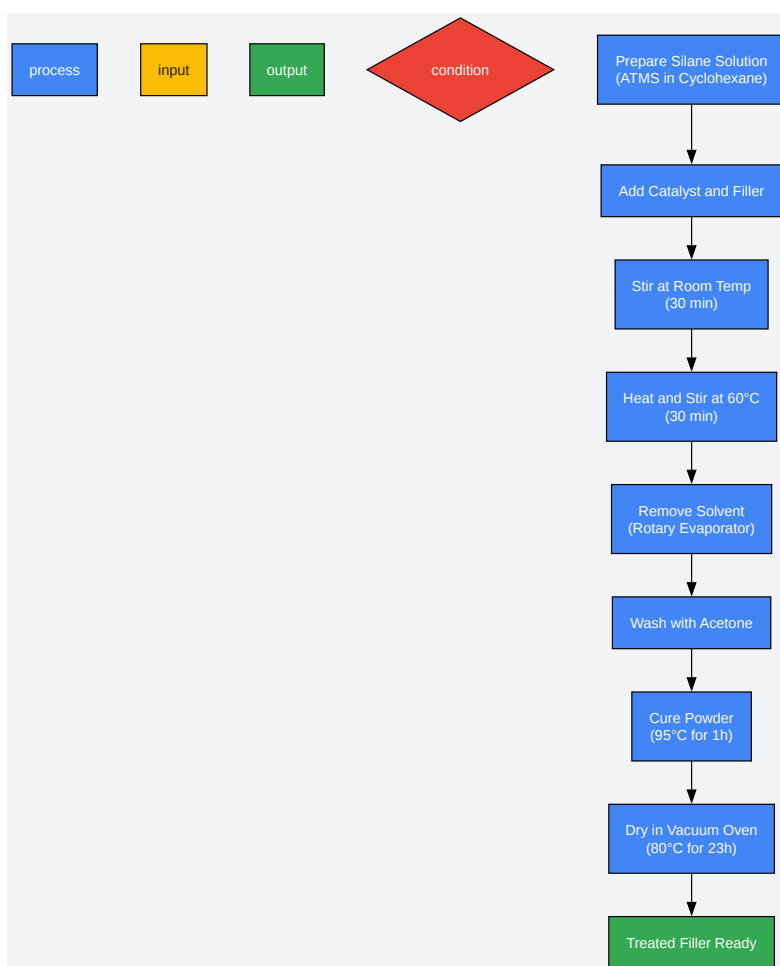 process
input
output
condition
Prepare Silane Solution
(ATMS in Cyclohexane)
Add Catalyst and Filler
Stir at Room Temp
(30 min)
Heat and Stir at 60°C
(30 min)
Remove Solvent
(Rotary Evaporator)
Wash with Acetone
Cure Powder
(95°C for 1h)
Dry in Vacuum Oven
(80°C for 23h)
Treated Filler Ready